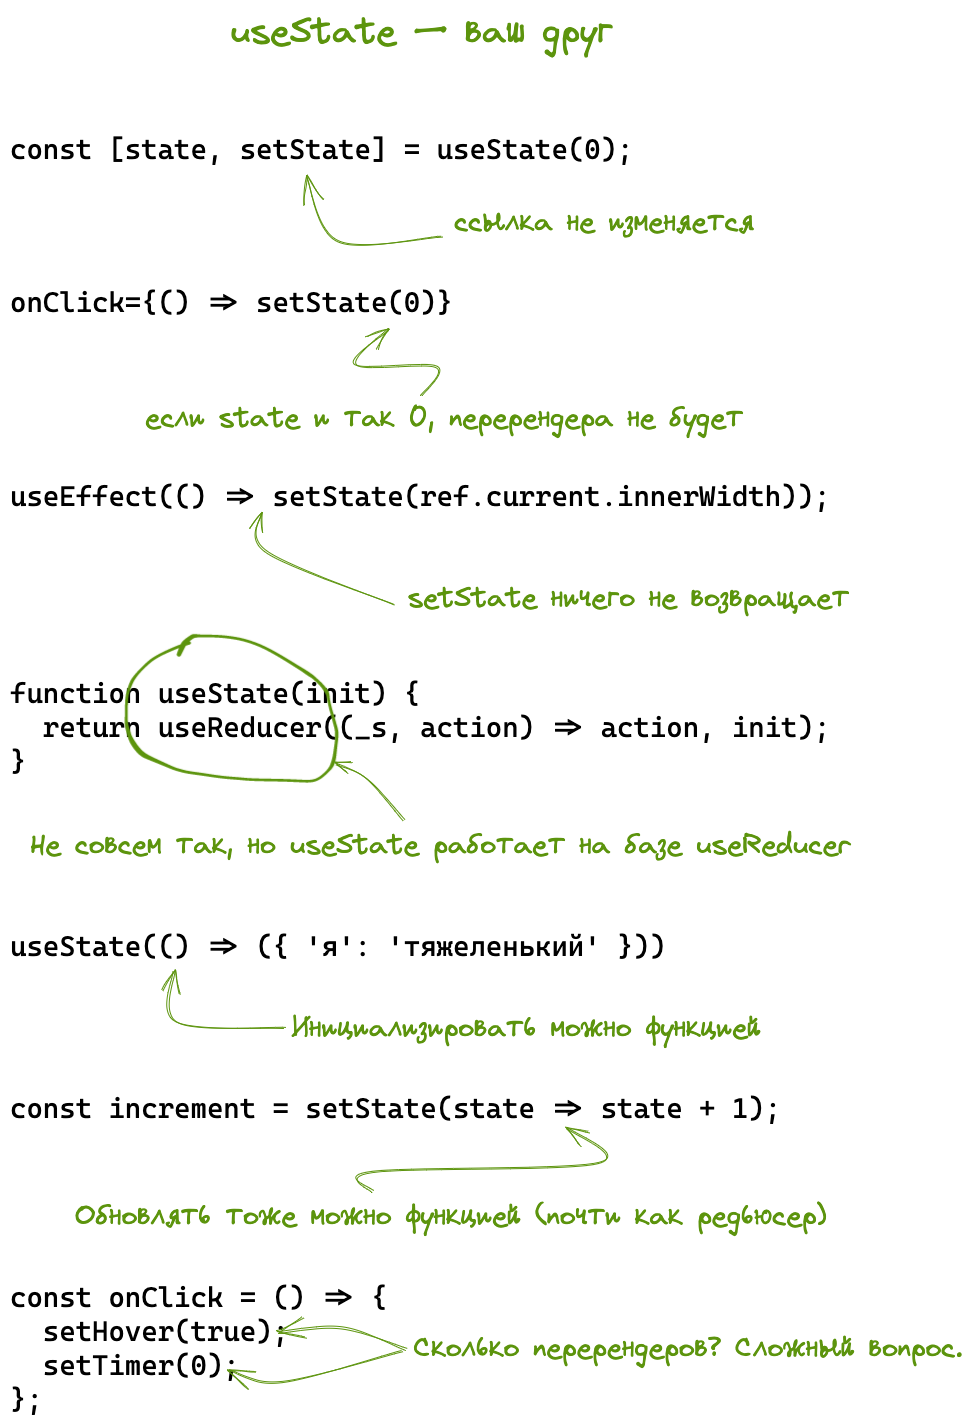 useState — ваш друг
const [state, setState] = useState(0);
ссылка не изменяется
onClick={() => setState(0)}
если state и так 0, перерендера не будет
useEffect(() => setState(ref.current.innerWidth));
setState ничего не возвращает
function useState(init) {
return useReducer((_s, action) => action, init);
}
Не совсем так, но useState работает на базе useReducer
useState(() => ({ 'я': 'тяжеленький' }))
Инициализировать можно функцией
const increment = setState(state => state + 1);
Обновлять тоже можно функцией (почти как редьюсер)
const onClick = () => {
setHover(true);
setTimer(0);
Сколько перерендеров? Сложный вопрос.
};